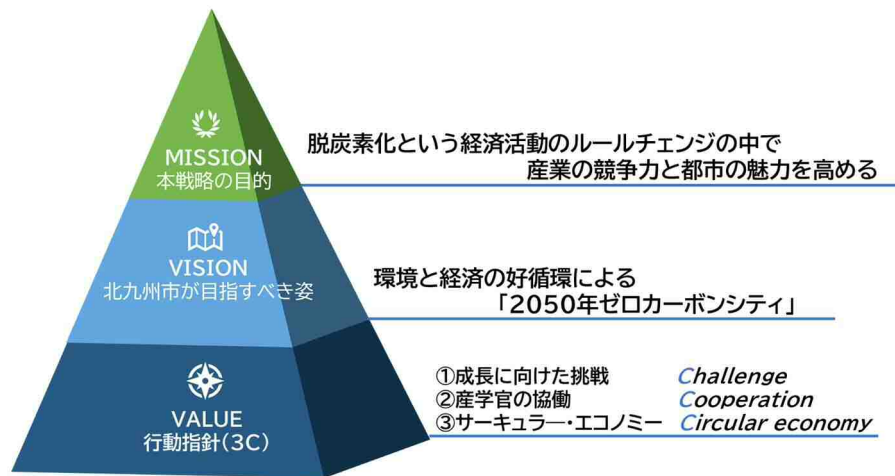 MISSION
本戦略の目的
脱炭素化という経済活動のルールチェンジの中で
産業の競争力と都市の魅力を高める
VISION
北九州市が目指すべき姿
環境と経済の好循環による
「2050年ゼロカーボンシティ」
VALUE
行動指針(3C)
①成長に向けた挑戦 Challenge
②産学官の協働 Cooperation
③サーキュラ―・エコノミー Circular economy